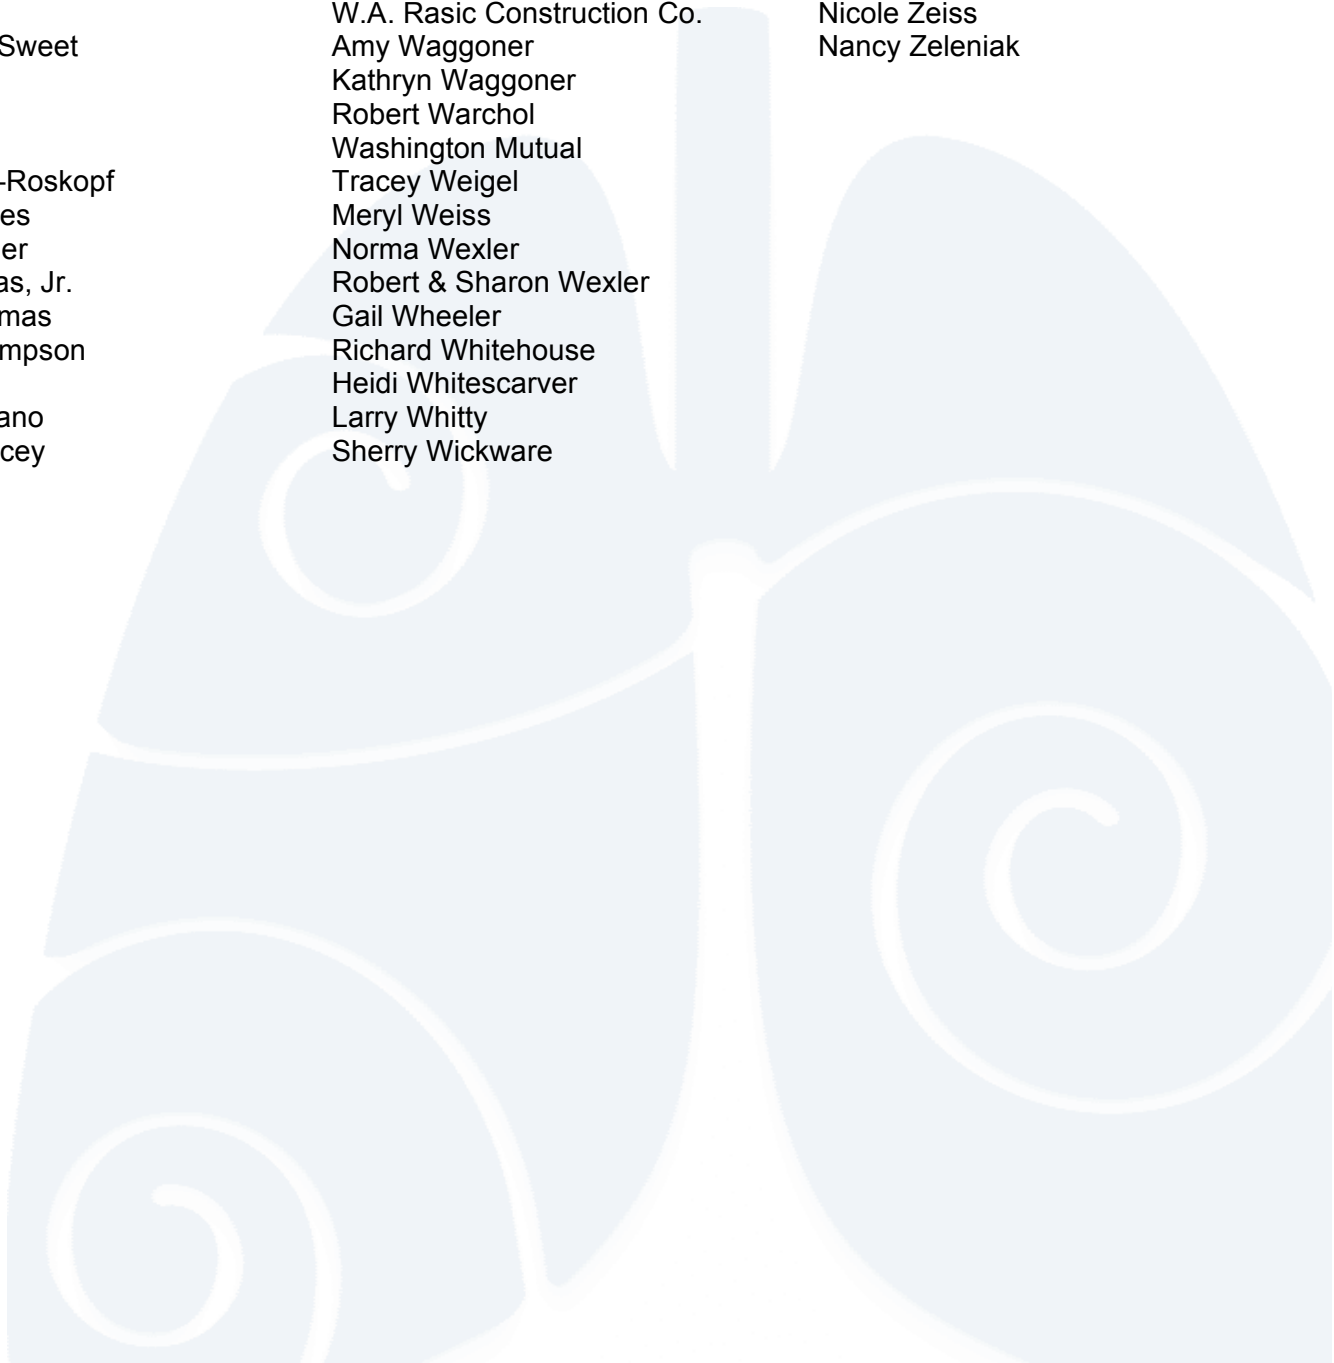 Sweet
-Roskopf
es
er
as, Jr.
mas
mpson
ano
cey
W.A. Rasic Construction Co.
Amy Waggoner
Kathryn Waggoner
Robert Warchol
Washington Mutual
Tracey Weigel
Meryl Weiss
Norma Wexler
Robert & Sharon Wexler
Gail Wheeler
Richard Whitehouse
Heidi Whitescarver
Larry Whitty
Sherry Wickware
Nicole Zeiss
Nancy Zeleniak